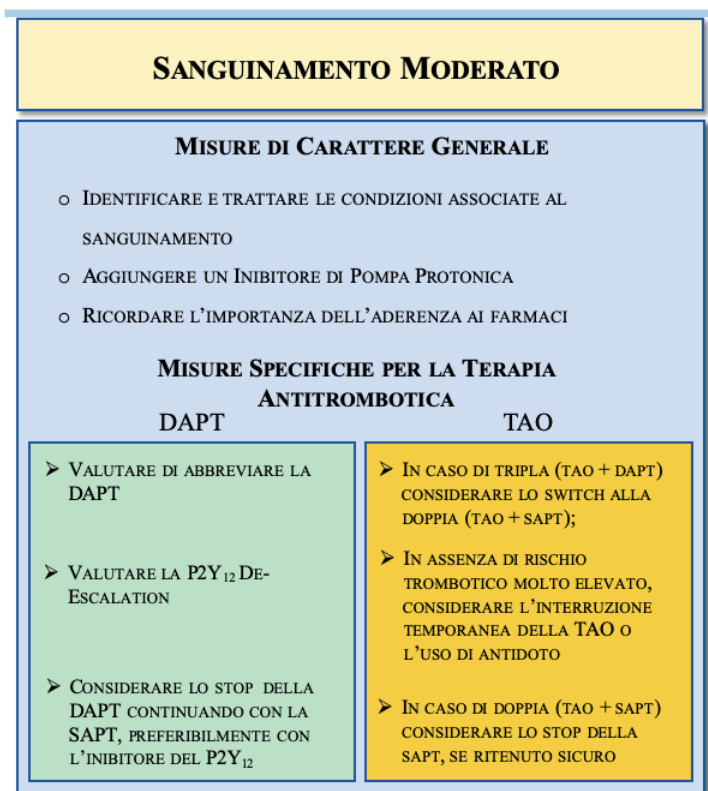 SANGUINAMENTO MODERATO
MISURE DI CARATTERE GENERALE
o IDENTIFICARE E TRATTARE LE CONDIZIONI ASSOCIATE AL
SANGUINAMENTO
o AGGIUNGERE UN INIBITORE DI POMPA PROTONICA
o RICORDARE L'IMPORTANZA DELL'ADERENZA AI FARMACI
MISURE SPECIFICHE PER LA TERAPIA
ANTITROMBOTICA
DAPT
➢ VALUTARE DI ABBREVIARE LA
DAPT
➢ VALUTARE LA P2Y₁₂ DE-
ESCALATION
➢ CONSIDERARE LO STOP DELLA
DAPT CONTINUANDO CON LA
SAPT, PREFERIBILMENTE CON
L'INIBITORE DEL P2Y₁₂
TAO
➢ IN CASO DI TRIPLA (TAO + DAPT)
CONSIDERARE LO SWITCH ALLA
DOPPIA (TAO + SAPT);
➢ IN ASSENZA DI RISCHIO
TROMBOTICO MOLTO ELEVATO,
CONSIDERARE L'INTERRUZIONE
TEMPORANEA DELLA TAO O
L'USO DI ANTIDOTO
➢ IN CASO DI DOPPIA (TAO + SAPT)
CONSIDERARE LO STOP DELLA
SAPT, SE RITENUTO SICURO